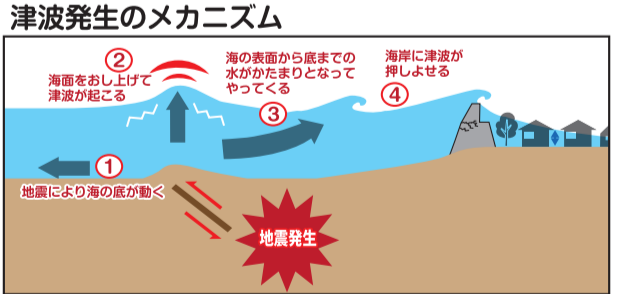 津波発生のメカニズム
①
地震により海の底が動く
②
海面をおし上げて
津波が起こる
海の表面から底までの
水がかたまりとなって
やってくる
③
海岸に津波が
押しよせる
④
地震発生